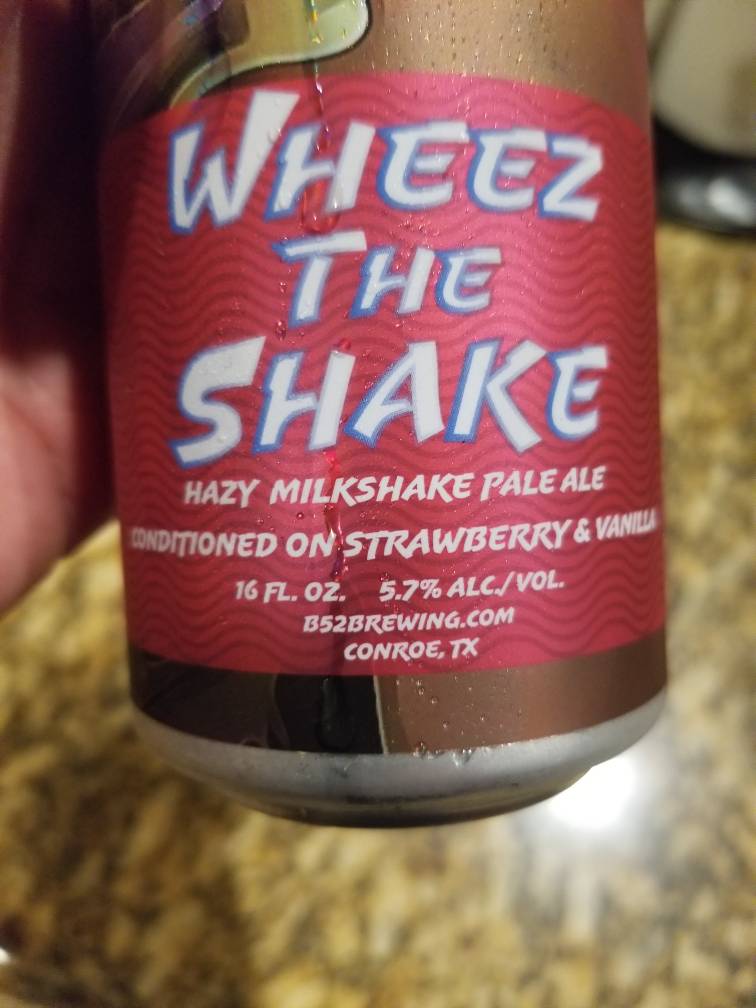 WHEEZ
THE
SHAKE
HAZY MILKSHAKE PALE ALE
CONDITIONED ON STRAWBERRY & VANILLA
16 FL. OZ. 5.7% ALC./VOL.
B52BREWING.COM
CONROE, TX